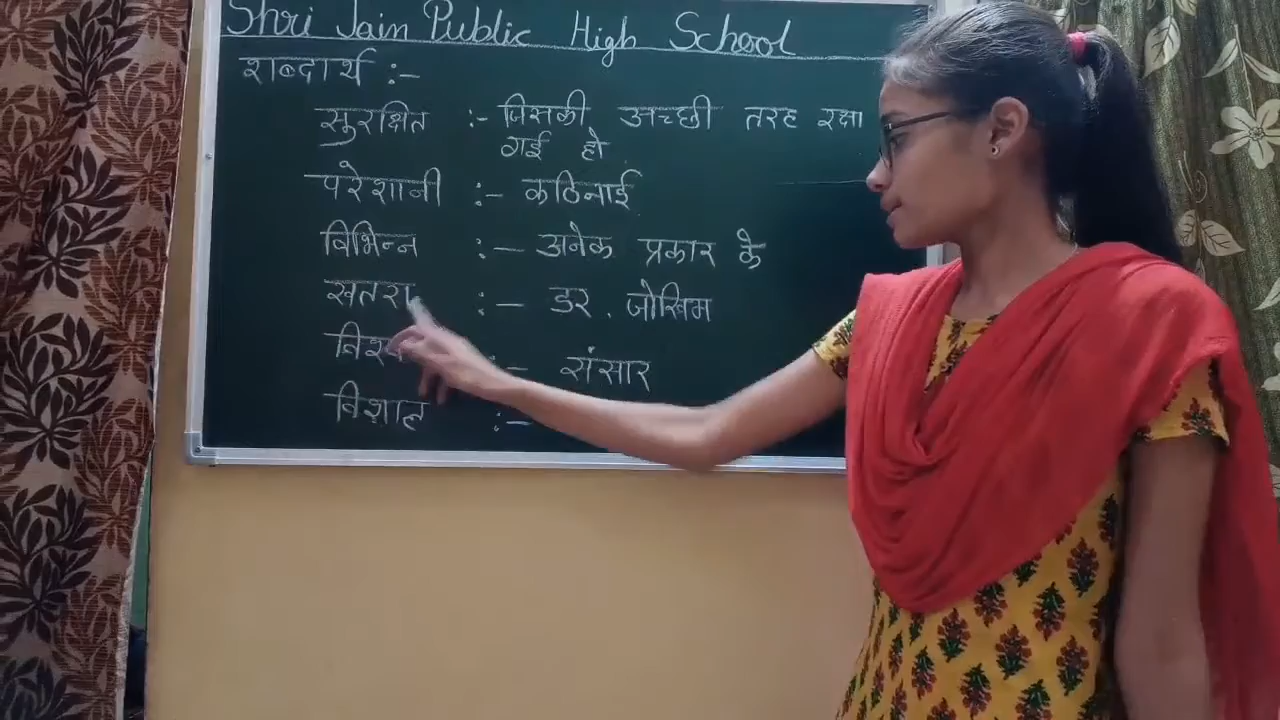 Shri Jain Public High School
शब्दार्थ :-
सुरक्षित :- जिसकी अच्छी तरह रक्षा
गई हो
परेशानी :- कठिनाई
विभिन्न :- अनेक प्रकार के
खतरा :- डर, जोखिम
:- संसार
विशाल :-